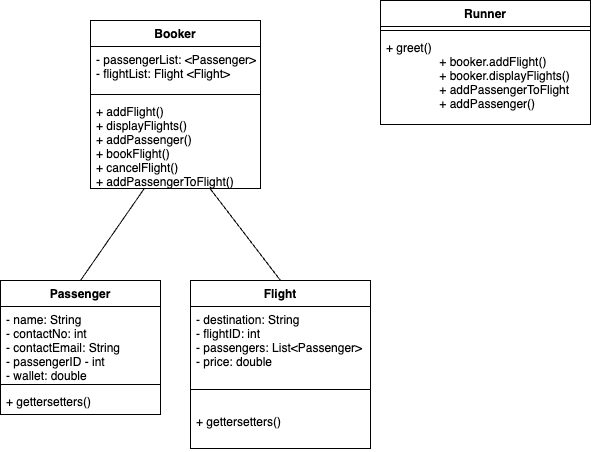 Booker
- passengerList: <Passenger>
- flightList: Flight <Flight>
+ addFlight()
+ displayFlights()
+ addPassenger()
+ bookFlight()
+ cancelFlight()
+ addPassengerToFlight()
Runner
+ greet()
+ booker.addFlight()
+ booker.displayFlights()
+ addPassengerToFlight
+ addPassenger()
Passenger
- name: String
- contactNo: int
- contactEmail: String
- passengerID - int
- wallet: double
+ gettersetters()
Flight
- destination: String
- flightID: int
- passengers: List<Passenger>
- price: double
+ gettersetters()